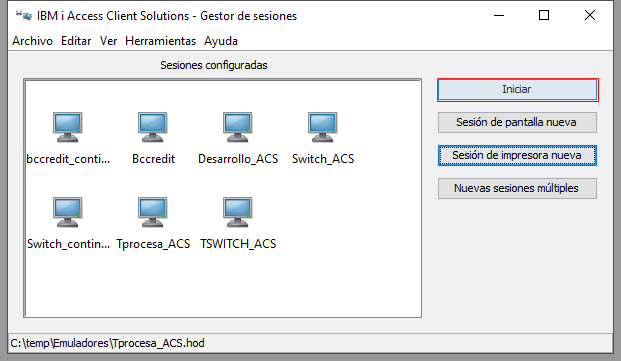 IBM i Access Client Solutions - Gestor de sesiones
Archivo Editar Ver Herramientas Ayuda
Sesiones configuradas
Iniciar
Sesión de pantalla nueva
Sesión de impresora nueva
Nuevas sesiones múltiples
bccredit_conti... Bccredit Desarrollo_ACS Switch_ACS
Switch_contin... Tprocesa_ACS TSWITCH_ACS
C:\temp\Emuladores\Tprocesa_ACS.hod